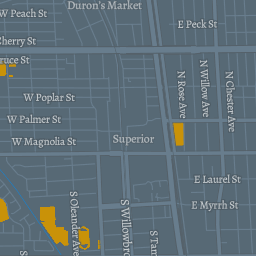 Duron's Market
W Peach St
E Peck St
Cherry St
ruce St
N Rose Ave
N Willow Ave
N Chester Ave
W Poplar St
W Palmer St
W Magnolia St
Superior
E Laurel St
S Oleander Ave
S Willowbro
E Myrrh St
S Tam